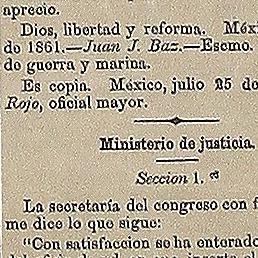 aprecio.
Dios, libertad y reforma. Méxi
de 1861.—Juan J. Baz.—Escmo.
de guerra y marina.
Es copia. México, julio 25 de
Rojo, oficial mayor.
Ministerio de justicia.
Seccion 1.ª
La secretaría del congreso con f
me dice lo que sigue:
"Con satisfaccion se ha enterado